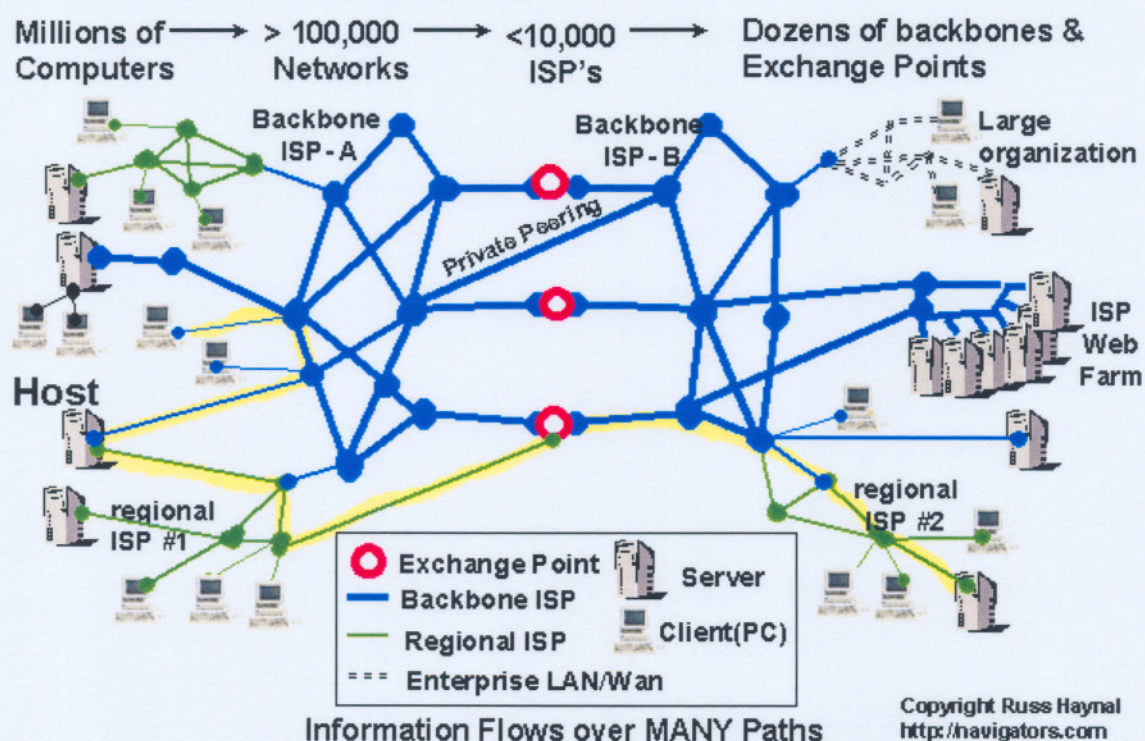 Millions of Computers
> 100,000 Networks
<10,000 ISP's
Dozens of backbones & Exchange Points
Backbone
ISP-A
Backbone
ISP-B
Large
organization
Private Peering
ISP
Web
Farm
Host
regional
ISP #1
regional
ISP #2
Exchange Point
Backbone ISP
Regional ISP
Enterprise LAN/Wan
Server
Client(PC)
Information Flows over MANY Paths
Copyright Russ Haynal
http://navigators.com